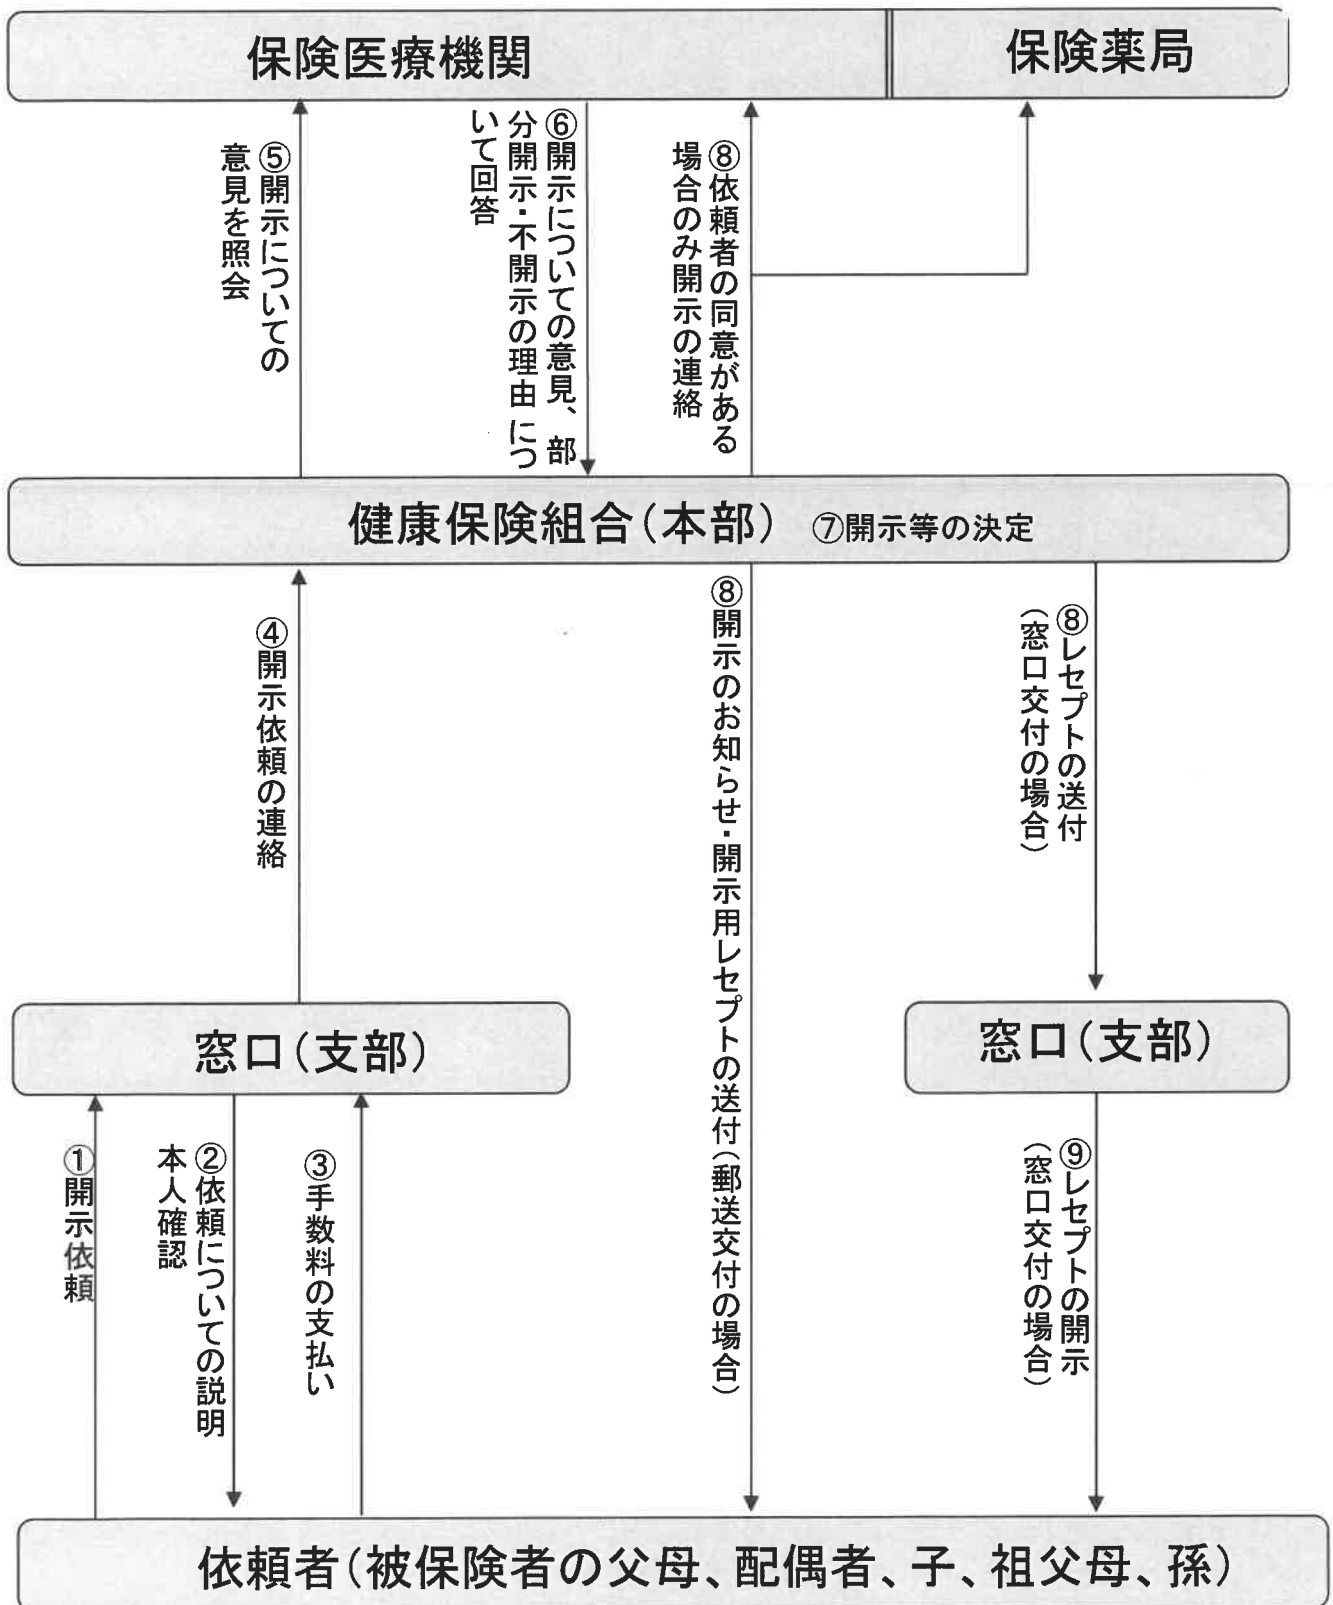 保険医療機関
保険薬局
⑤開示についての
意見を照会
⑥開示についての意見、部
分開示・不開示の理由につ
いて回答
⑧依頼者の同意がある
場合のみ開示の連絡
健康保険組合(本部) ⑦開示等の決定
④開示依頼の連絡
⑧開示のお知らせ・開示用レセプトの送付(郵送交付の場合)
⑧レセプトの送付
(窓口交付の場合)
窓口(支部)
窓口(支部)
①開示依頼
②依頼についての説明
本人確認
③手数料の支払い
⑨レセプトの開示
(窓口交付の場合)
依頼者(被保険者の父母、配偶者、子、祖父母、孫)